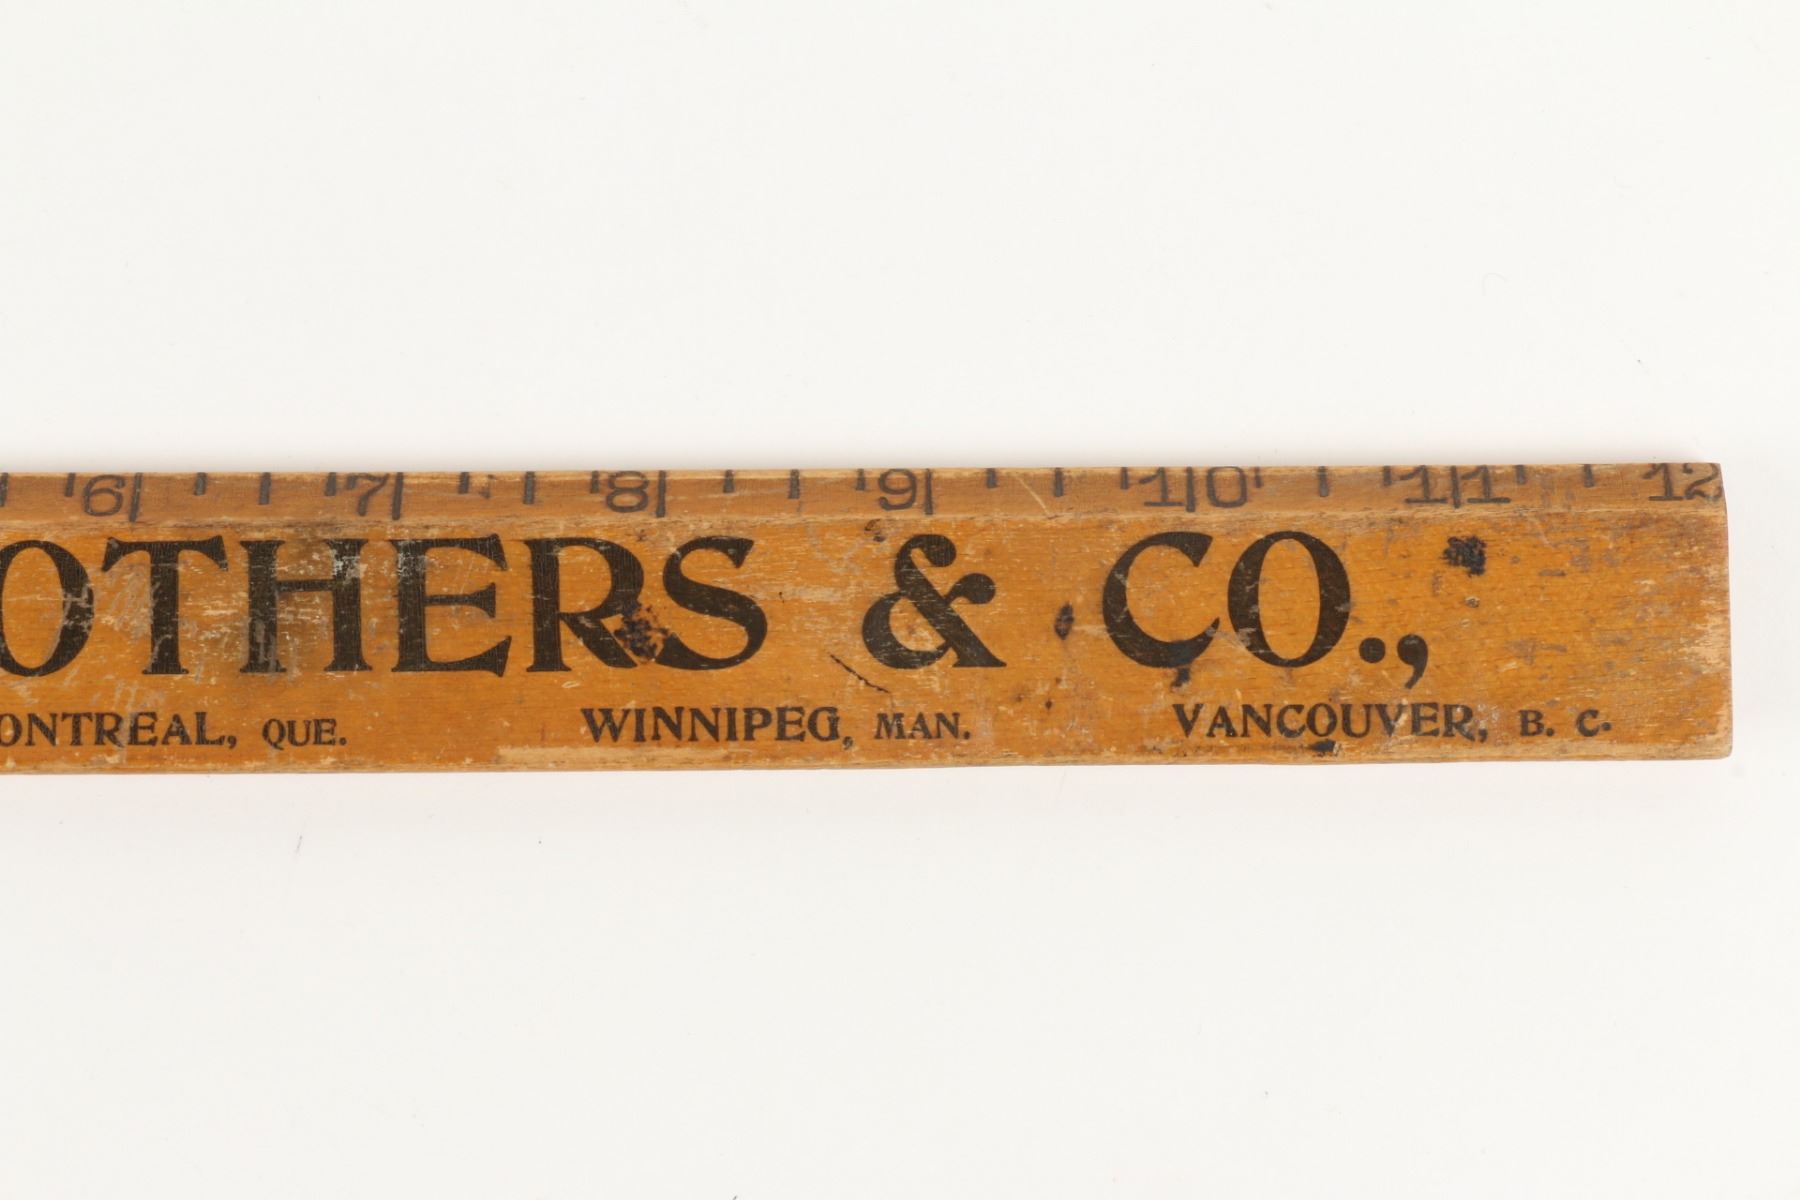 6 7 8 9 10 11 12
OTHERS & CO.,
ONTREAL, QUE. WINNIPEG, MAN. VANCOUVER, B. C.